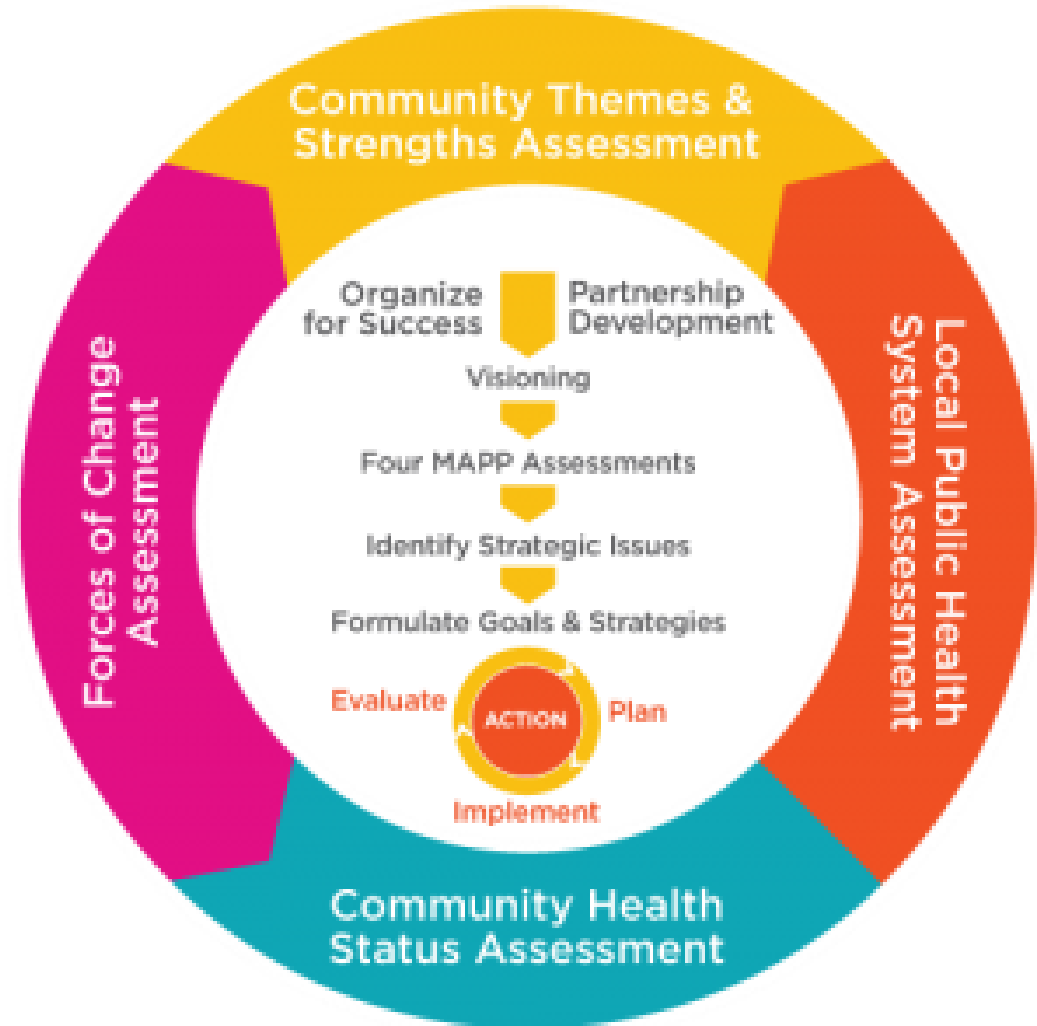 Community Themes &
Strengths Assessment
Organize
for Success
Partnership
Development
Visioning
Four MAPP Assessments
Identify Strategic Issues
Formulate Goals & Strategies
Evaluate
ACTION
Plan
Implement
Forces of Change
Assessment
Local Public Health
System Assessment
Community Health
Status Assessment